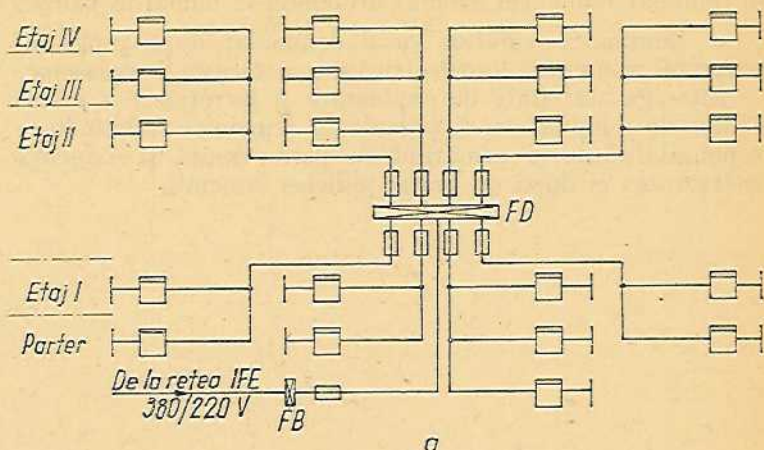 Etaj IV
Etaj III
Etaj II
FD
Etaj I
Parter
De la retea IFE
380/220 V
FB
a